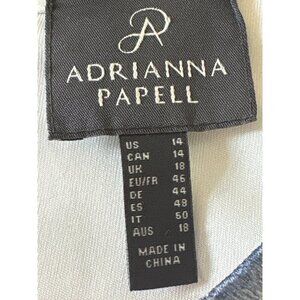 ADRIANNA
PAPELL
US 14
CAN 14
UK 18
EU/FR 46
DE 44
ES 48
IT 50
AUS 18
MADE IN
CHINA